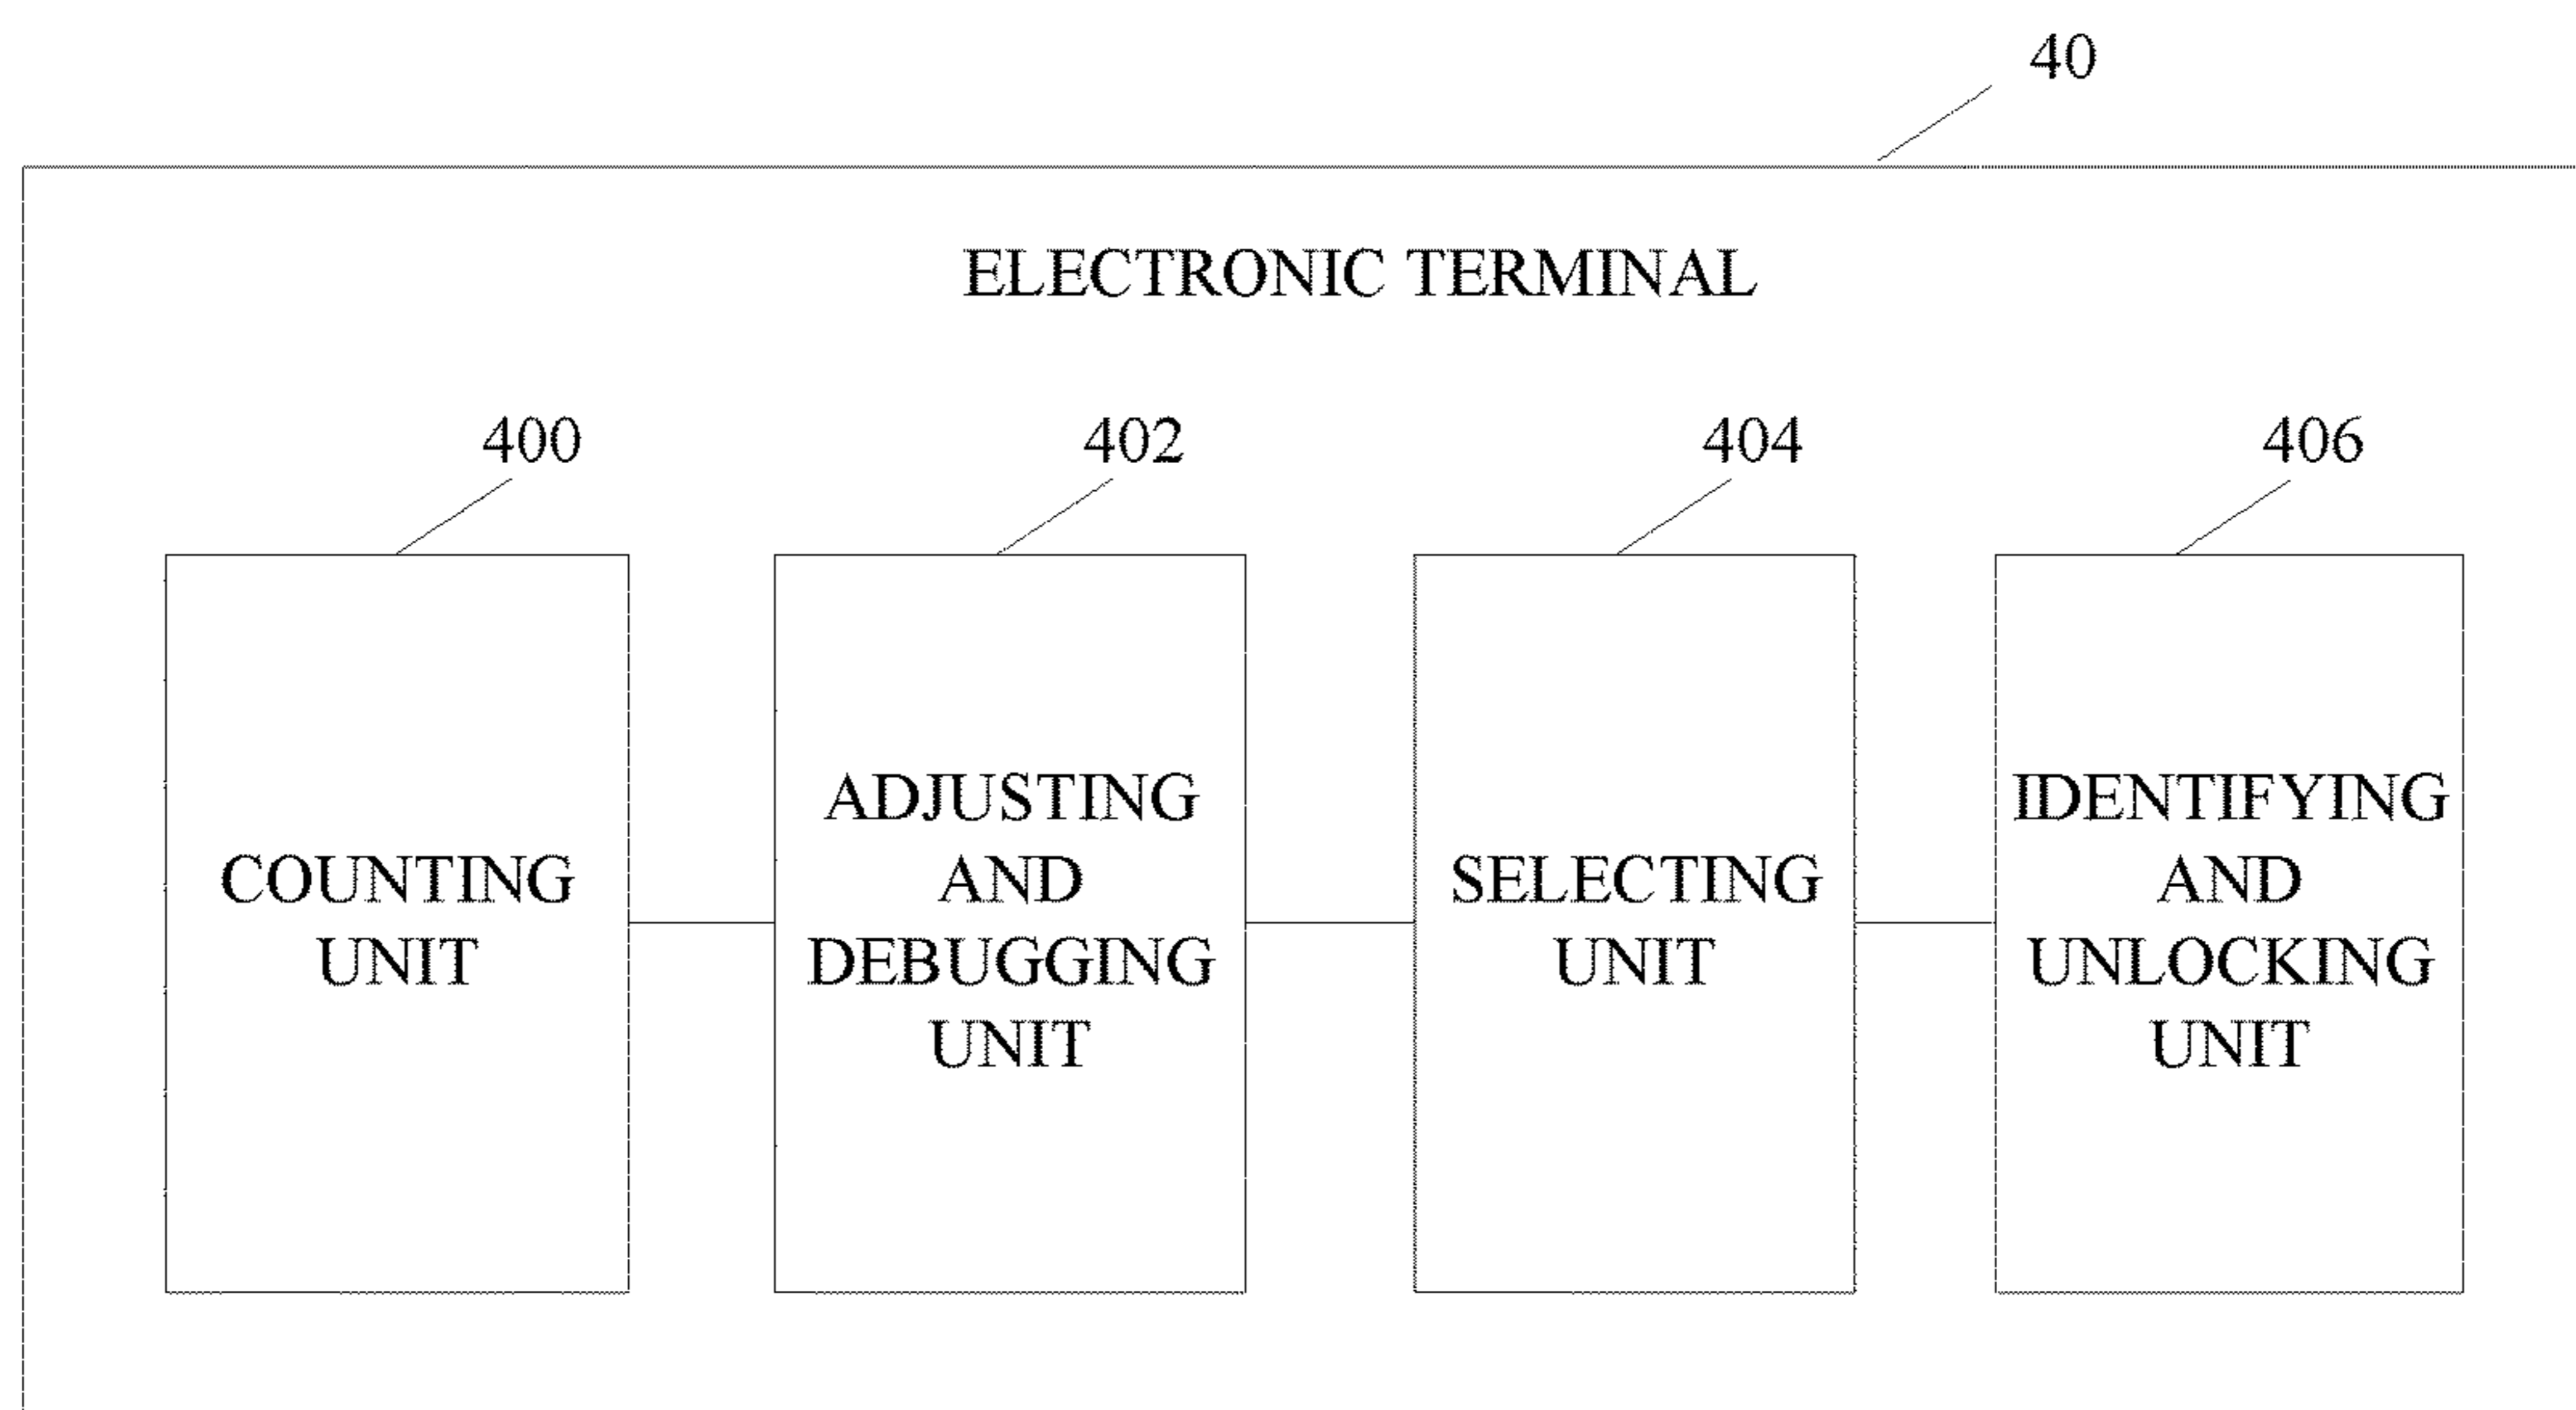 40
ELECTRONIC TERMINAL
400
402
404
406
COUNTING
UNIT
ADJUSTING
AND
DEBUGGING
UNIT
SELECTING
UNIT
IDENTIFYING
AND
UNLOCKING
UNIT